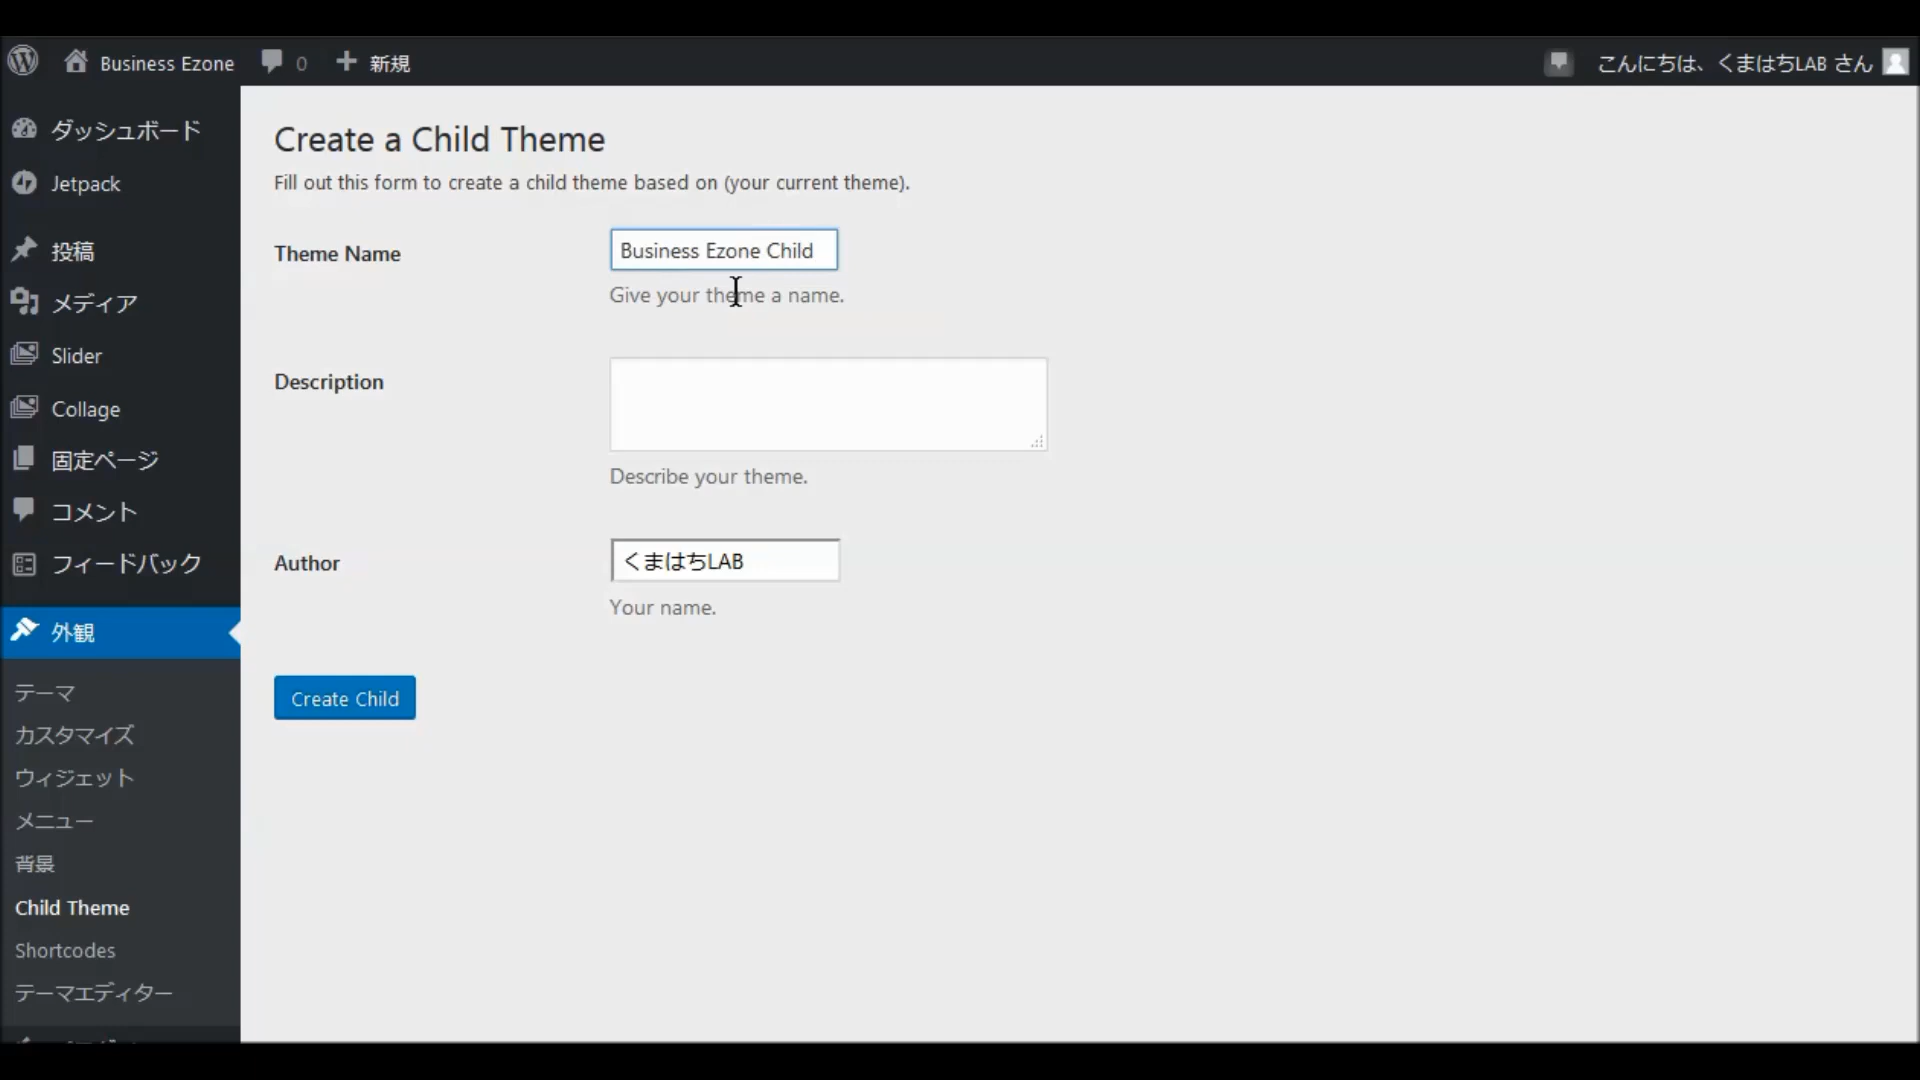 Business Ezone 0 新規 こんにちは、くまはちLAB さん
ダッシュボード
Jetpack
投稿
メディア
Slider
Collage
固定ページ
コメント
フィードバック
外観
テーマ
カスタマイズ
ウィジェット
メニュー
背景
Child Theme
Shortcodes
テーマエディター
Create a Child Theme
Fill out this form to create a child theme based on (your current theme).
Theme Name
Business Ezone Child
Give your theme a name.
Description
Describe your theme.
Author
くまはちLAB
Your name.
Create Child